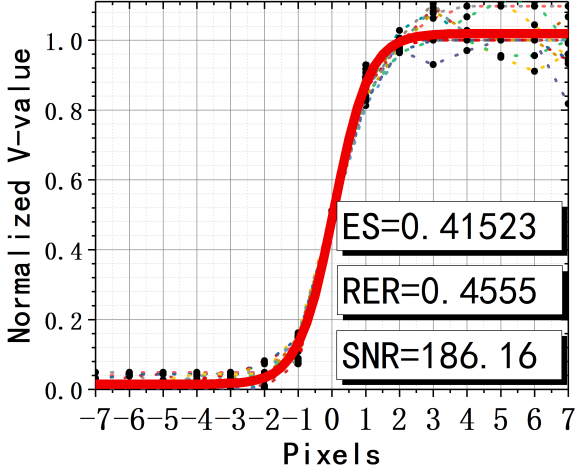 Normalized V-value
1.0
0.8
0.6
0.4
0.2
0.0
ES=0.41523
RER=0.4555
SNR=186.16
-7 -6 -5 -4 -3 -2 -1 0 1 2 3 4 5 6 7
Pixels